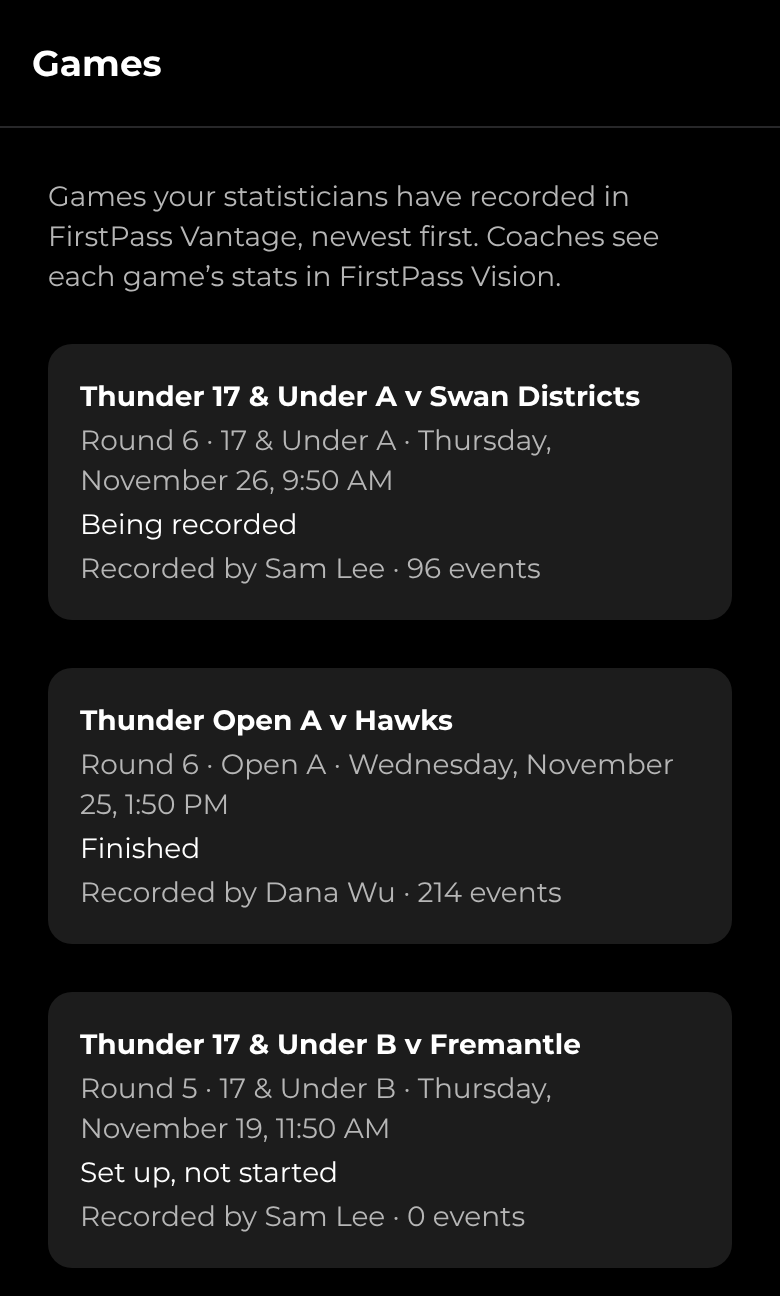 Games
Games your statisticians have recorded in
FirstPass Vantage, newest first. Coaches see
each game’s stats in FirstPass Vision.
Thunder 17 & Under A v Swan Districts
Round 6 · 17 & Under A · Thursday,
November 26, 9:50 AM
Being recorded
Recorded by Sam Lee · 96 events
Thunder Open A v Hawks
Round 6 · Open A · Wednesday, November
25, 1:50 PM
Finished
Recorded by Dana Wu · 214 events
Thunder 17 & Under B v Fremantle
Round 5 · 17 & Under B · Thursday,
November 19, 11:50 AM
Set up, not started
Recorded by Sam Lee · 0 events